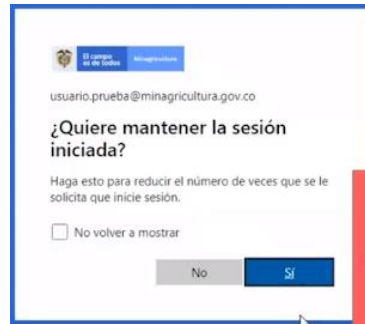 El campo
es de todos
Minagricultura
usuario.prueba@minagricultura.gov.co
¿Quiere mantener la sesión
iniciada?
Haga esto para reducir el número de veces que se le
solicita que inicie sesión.
No volver a mostrar
No
Sí